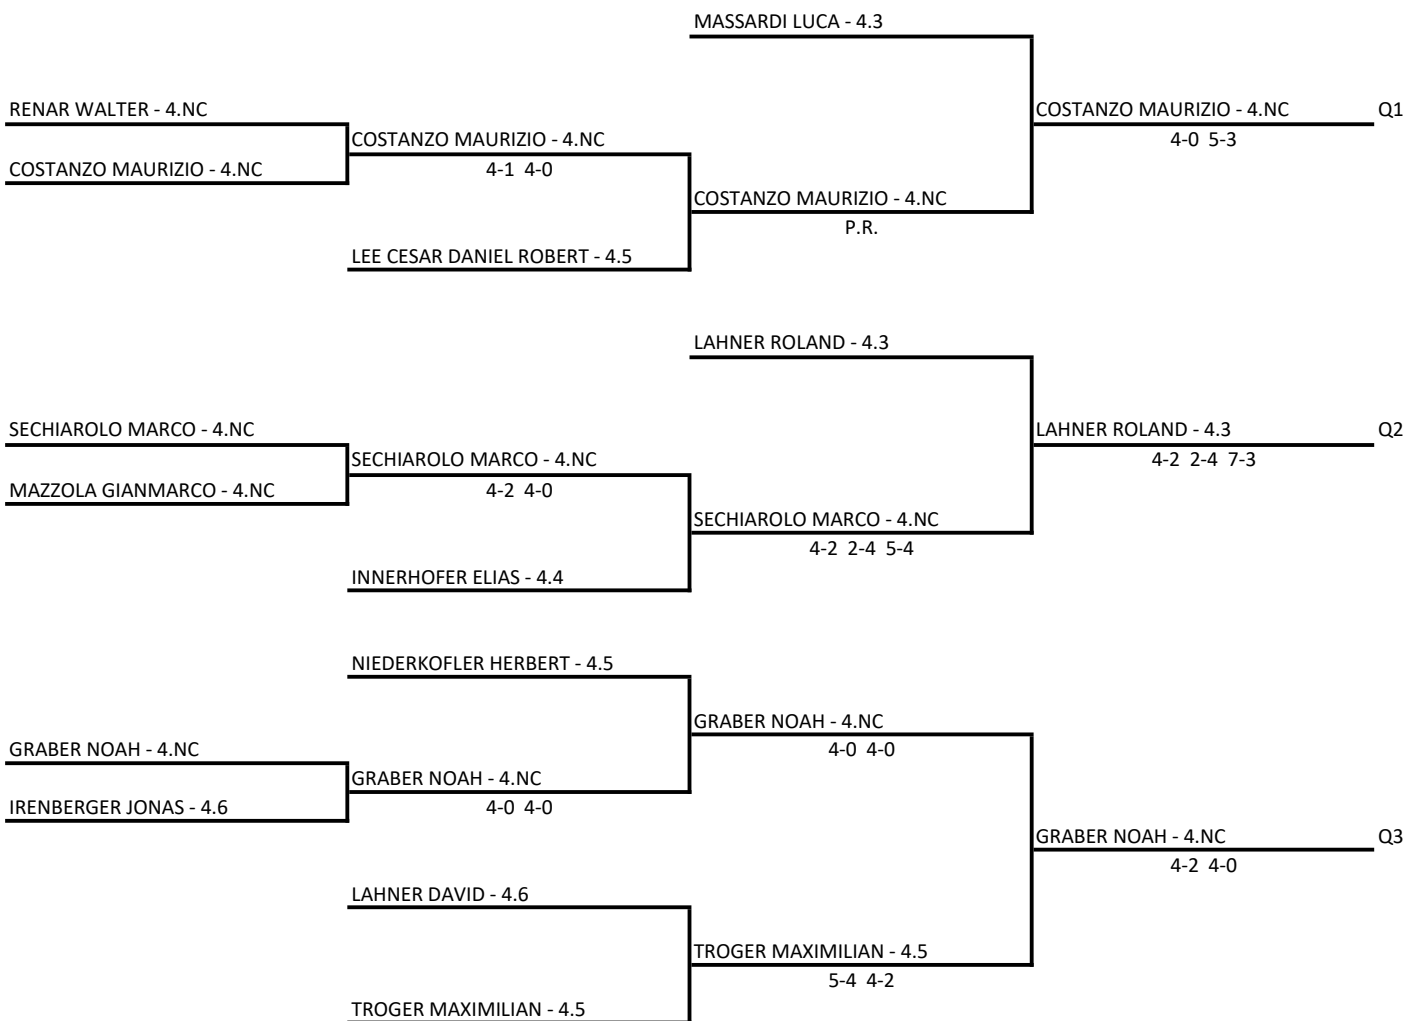 MASSARDI LUCA - 4.3
RENAR WALTER - 4.NC
COSTANZO MAURIZIO - 4.NC
Q1
COSTANZO MAURIZIO - 4.NC
4-0 5-3
COSTANZO MAURIZIO - 4.NC
4-1 4-0
COSTANZO MAURIZIO - 4.NC
P.R.
LEE CESAR DANIEL ROBERT - 4.5
LAHNER ROLAND - 4.3
SECHIAROLO MARCO - 4.NC
LAHNER ROLAND - 4.3
Q2
SECHIAROLO MARCO - 4.NC
4-2 2-4 7-3
MAZZOLA GIANMARCO - 4.NC
4-2 4-0
SECHIAROLO MARCO - 4.NC
4-2 2-4 5-4
INNERHOFER ELIAS - 4.4
NIEDERKOFLER HERBERT - 4.5
GRABER NOAH - 4.NC
GRABER NOAH - 4.NC
4-0 4-0
GRABER NOAH - 4.NC
IRENBERGER JONAS - 4.6
4-0 4-0
GRABER NOAH - 4.NC
Q3
4-2 4-0
LAHNER DAVID - 4.6
TROGER MAXIMILIAN - 4.5
5-4 4-2
TROGER MAXIMILIAN - 4.5